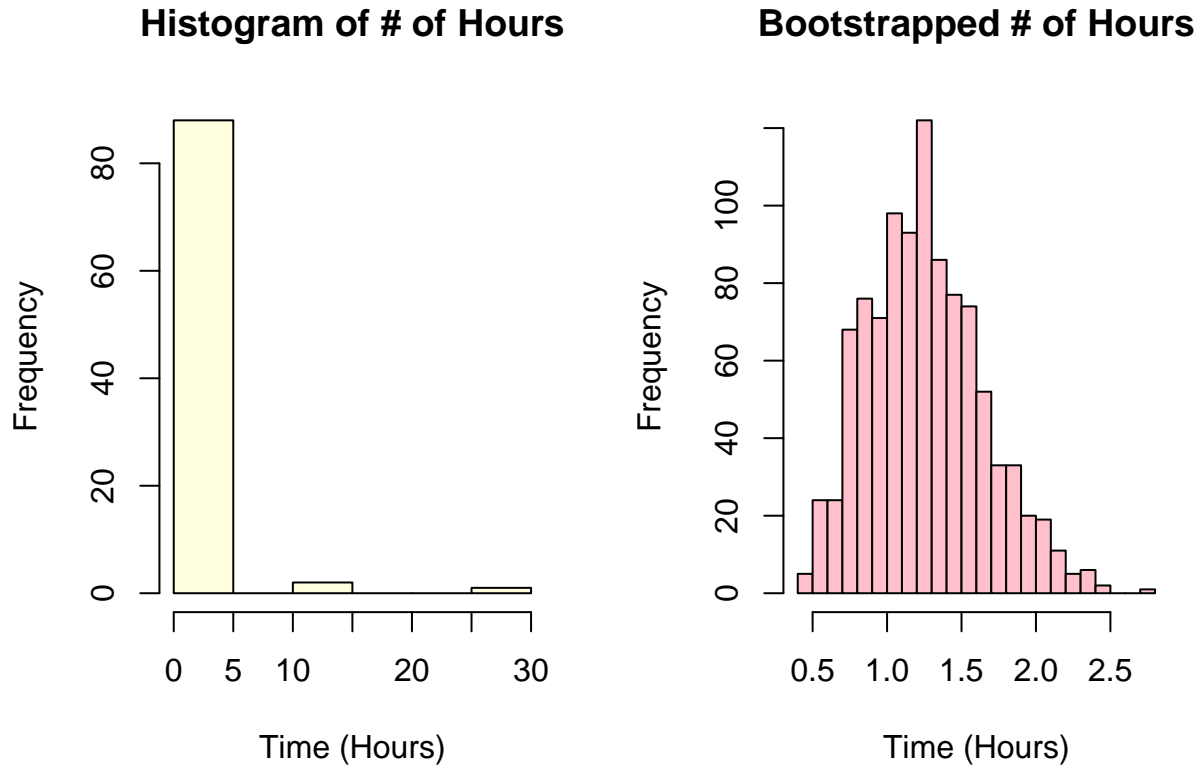 Histogram of # of Hours
Frequency
0
20
40
60
80
0 5 10 20 30
Time (Hours)
Bootstrapped # of Hours
Frequency
0
20
40
60
80
100
0.5 1.0 1.5 2.0 2.5
Time (Hours)